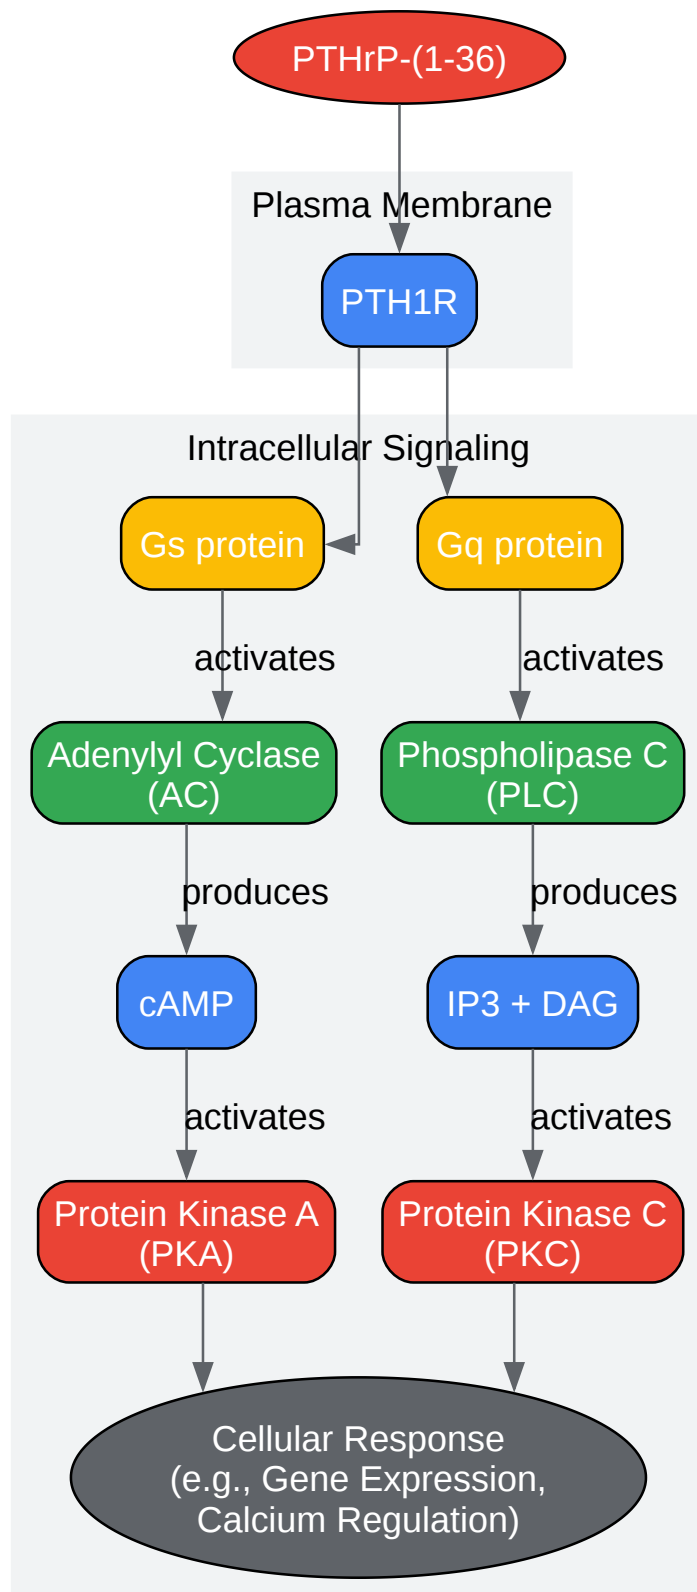 PTHrP-(1-36)
Plasma Membrane
PTH1R
Intracellular Signaling
Gs protein
Gq protein
activates
activates
Adenylyl Cyclase
(AC)
Phospholipase C
(PLC)
produces
produces
cAMP
IP3 + DAG
activates
activates
Protein Kinase A
(PKA)
Protein Kinase C
(PKC)
Cellular Response
(e.g., Gene Expression,
Calcium Regulation)